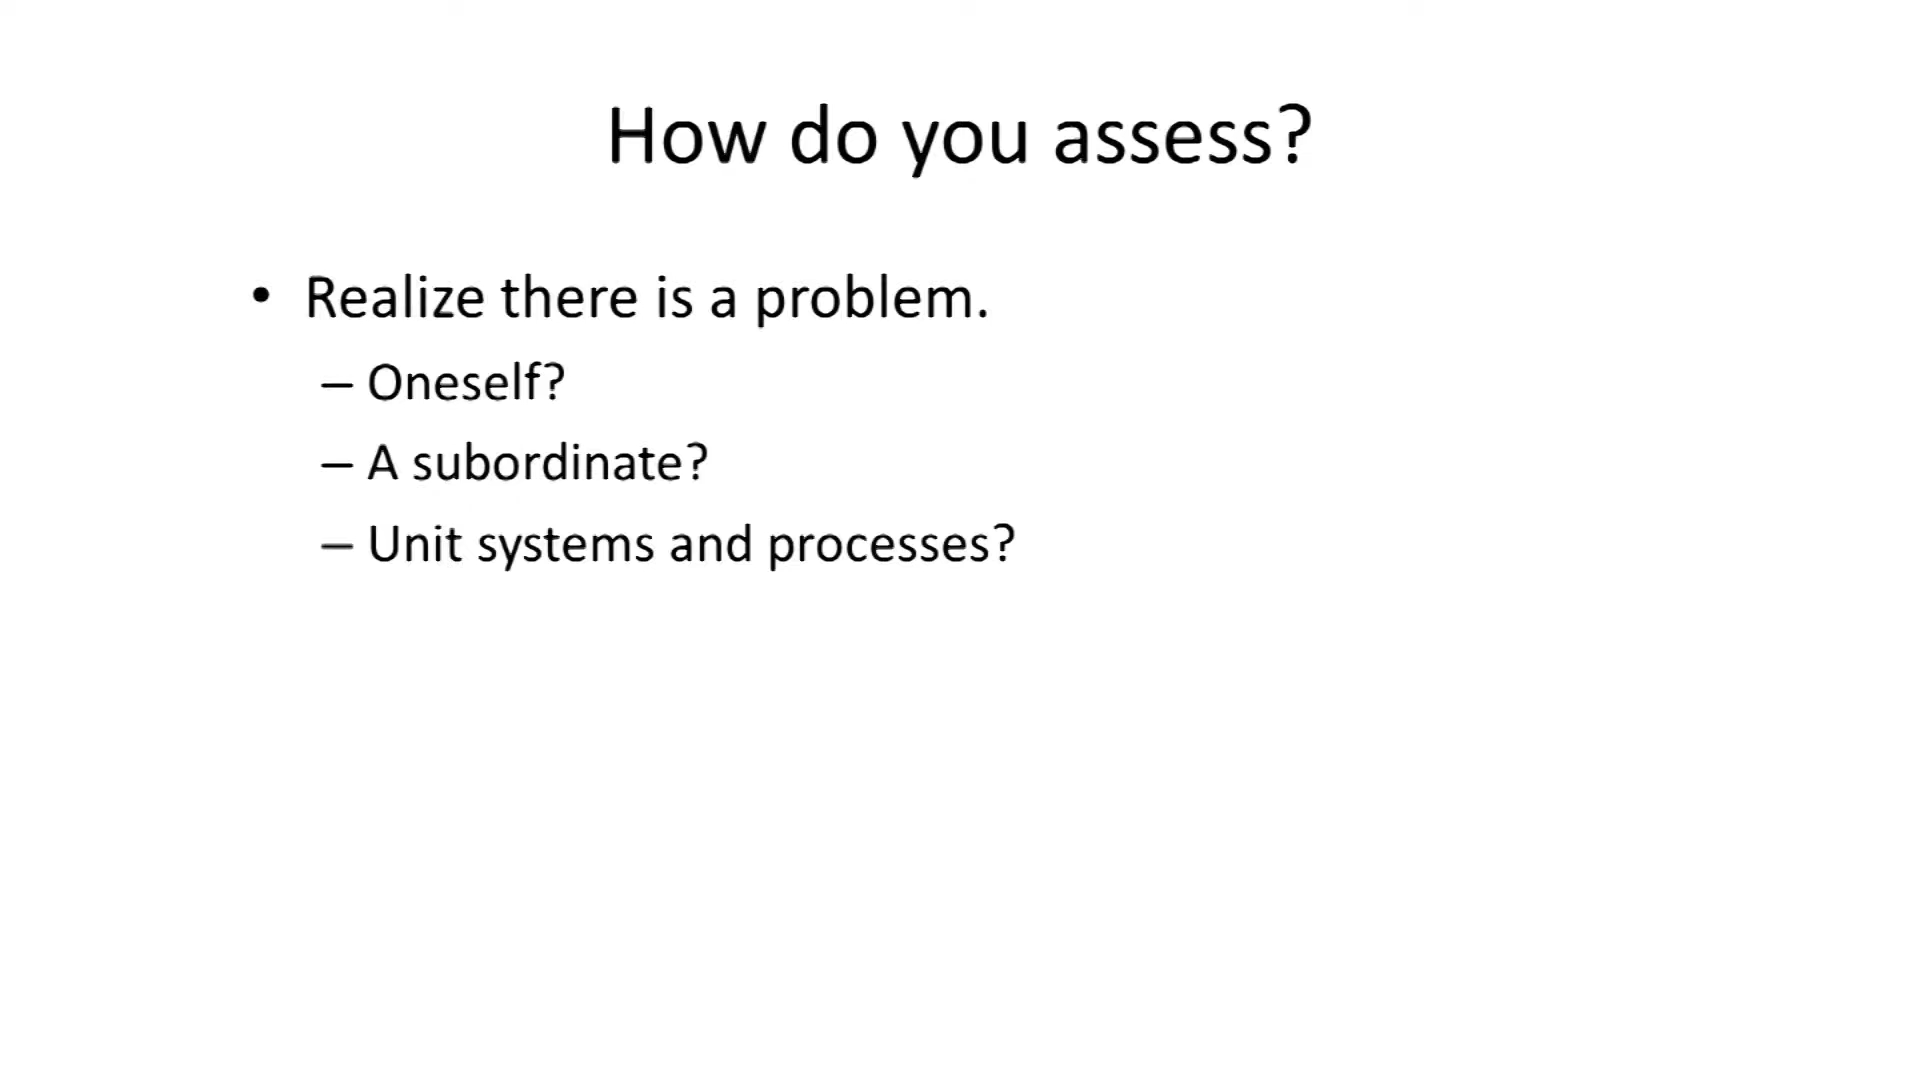 How do you assess?
• Realize there is a problem.
– Oneself?
– A subordinate?
– Unit systems and processes?